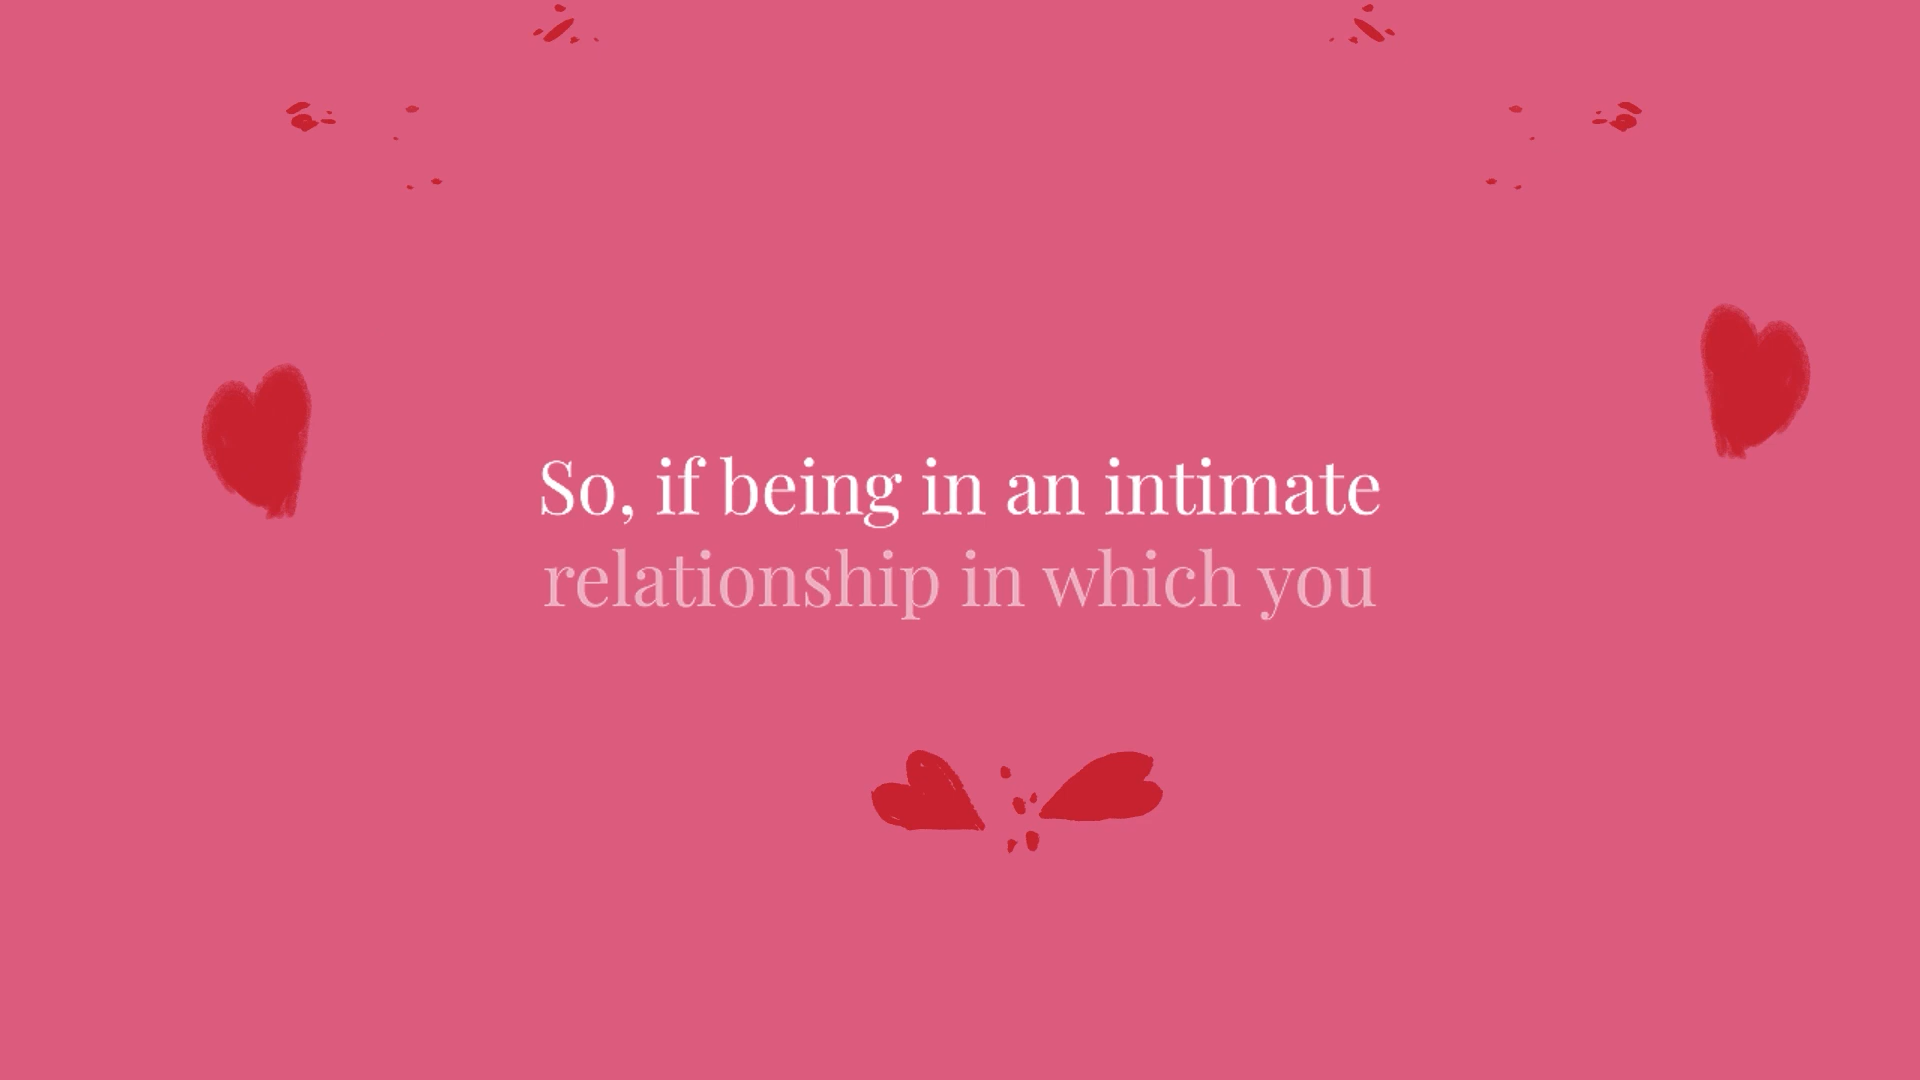 So, if being in an intimate
relationship in which you